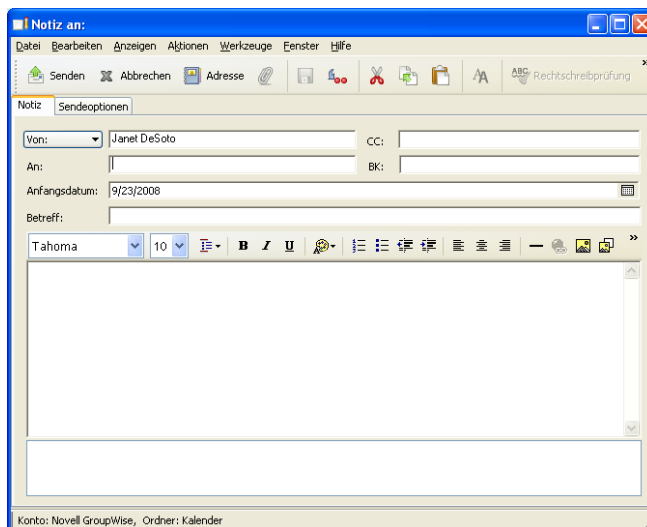 Notiz an:
Datei Bearbeiten Anzeigen Aktionen Werkzeuge Fenster Hilfe
Senden Abbrechen Adresse ABC Rechtschreibprüfung »
Notiz Sendeoptionen
Von: Janet DeSoto CC:
An: BK:
Anfangsdatum: 9/23/2008
Betreff:
Tahoma 10 B I U »
Konto: Novell GroupWise, Ordner: Kalender